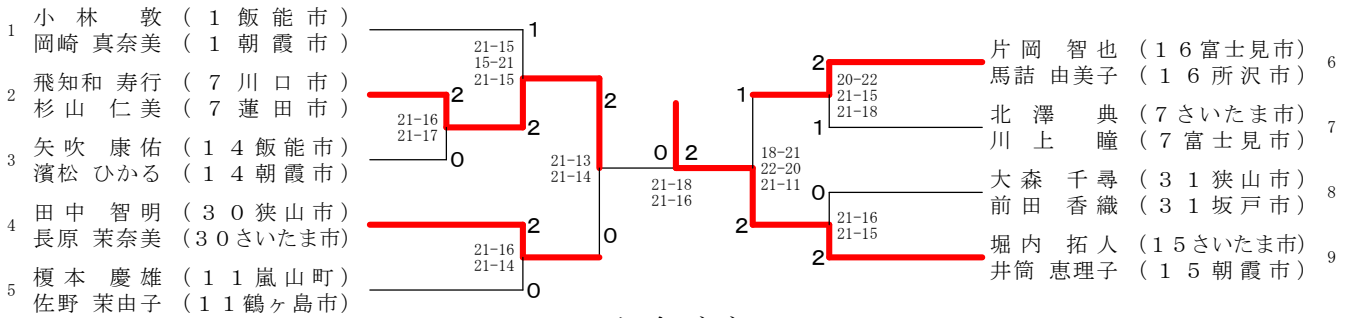 1 小林 敦 (1飯能市)
岡崎 真奈美 (1朝霞市)
2 飛知和 寿行 (7川口市)
杉山 仁美 (7蓮田市)
3 矢吹 康佑 (14飯能市)
濱松 ひかる (14朝霞市)
4 田中 智明 (30狭山市)
長原 茉奈美 (30さいたま市)
5 榎本 慶雄 (11嵐山町)
佐野 茉由子 (11鶴ヶ島市)
1
21-15
15-21
21-15
2
21-16
21-17
2
0
2
21-13
21-14
2
21-16
21-14
0
0
0 2
21-18
21-16
1
18-21
22-20
21-11
2
2
20-22
21-15
21-18
1
0
21-16
21-15
2
片岡 智也 (16富士見市) 6
馬詰 由美子 (16所沢市)
北澤 典 (7さいたま市) 7
川上 瞳 (7富士見市)
大森 千尋 (31狭山市) 8
前田 香織 (31坂戸市)
堀内 拓人 (15さいたま市) 9
井筒 恵理子 (15朝霞市)